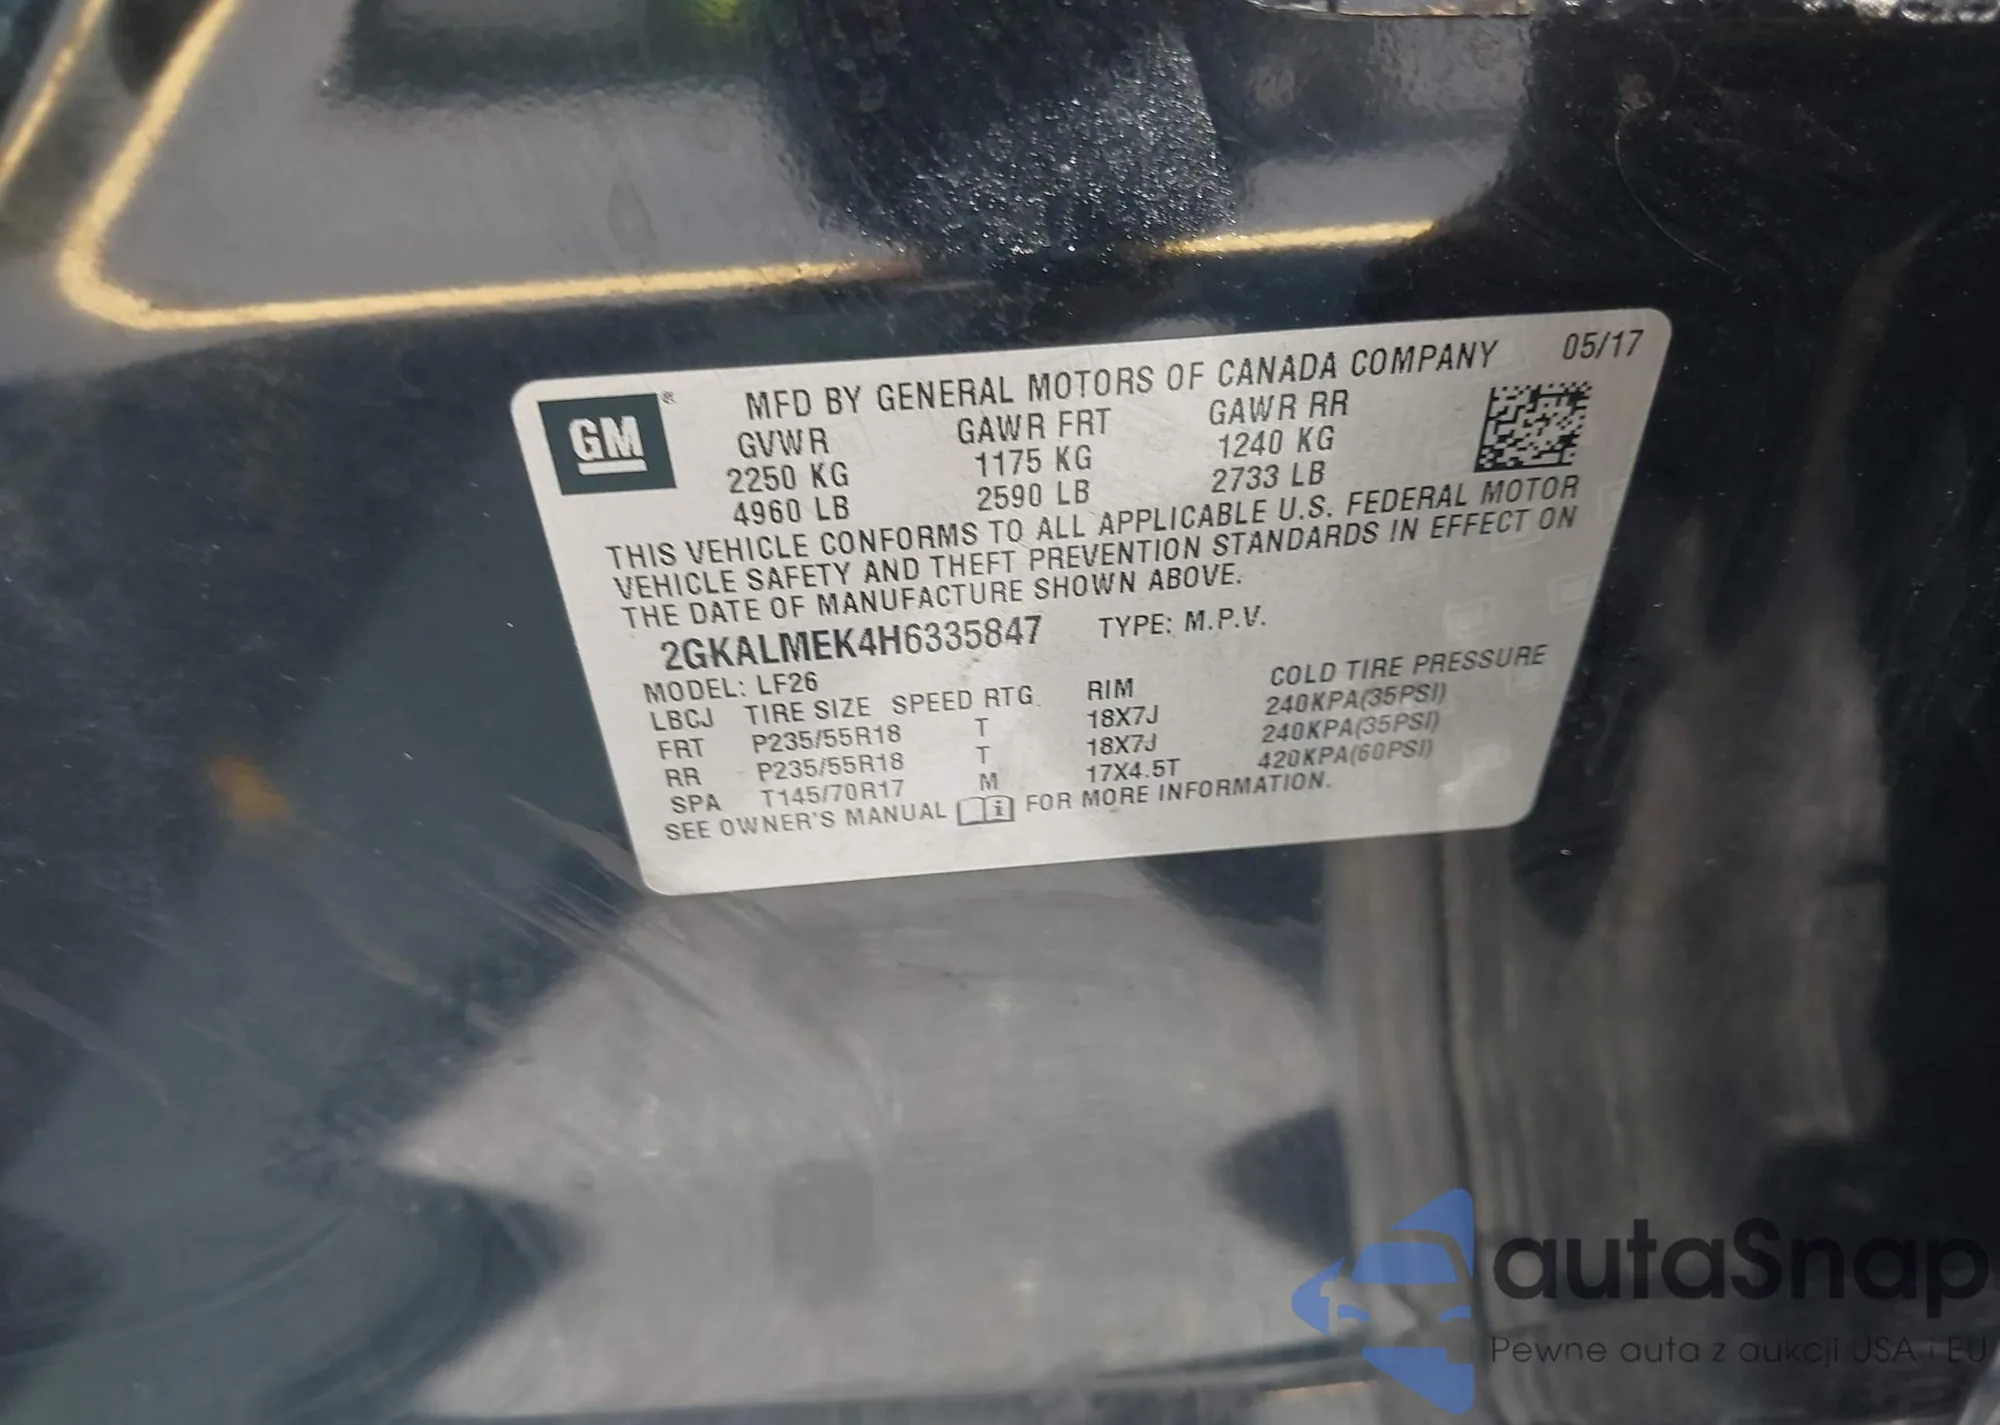 GM ®
MFD BY GENERAL MOTORS OF CANADA COMPANY 05/17
GVWR GAWR FRT GAWR RR
2250 KG 1175 KG 1240 KG
4960 LB 2590 LB 2733 LB
THIS VEHICLE CONFORMS TO ALL APPLICABLE U.S. FEDERAL MOTOR
VEHICLE SAFETY AND THEFT PREVENTION STANDARDS IN EFFECT ON
THE DATE OF MANUFACTURE SHOWN ABOVE.
2GKALMEK4H6335847 TYPE: M.P.V.
MODEL: LF26
LBCJ TIRE SIZE SPEED RTG RIM COLD TIRE PRESSURE
FRT P235/55R18 T 18X7J 240KPA(35PSI)
RR P235/55R18 T 18X7J 240KPA(35PSI)
SPA T145/70R17 M 17X4.5T 420KPA(60PSI)
SEE OWNER'S MANUAL i FOR MORE INFORMATION.
autaSnap
Pewne auta z aukcji USA i EU